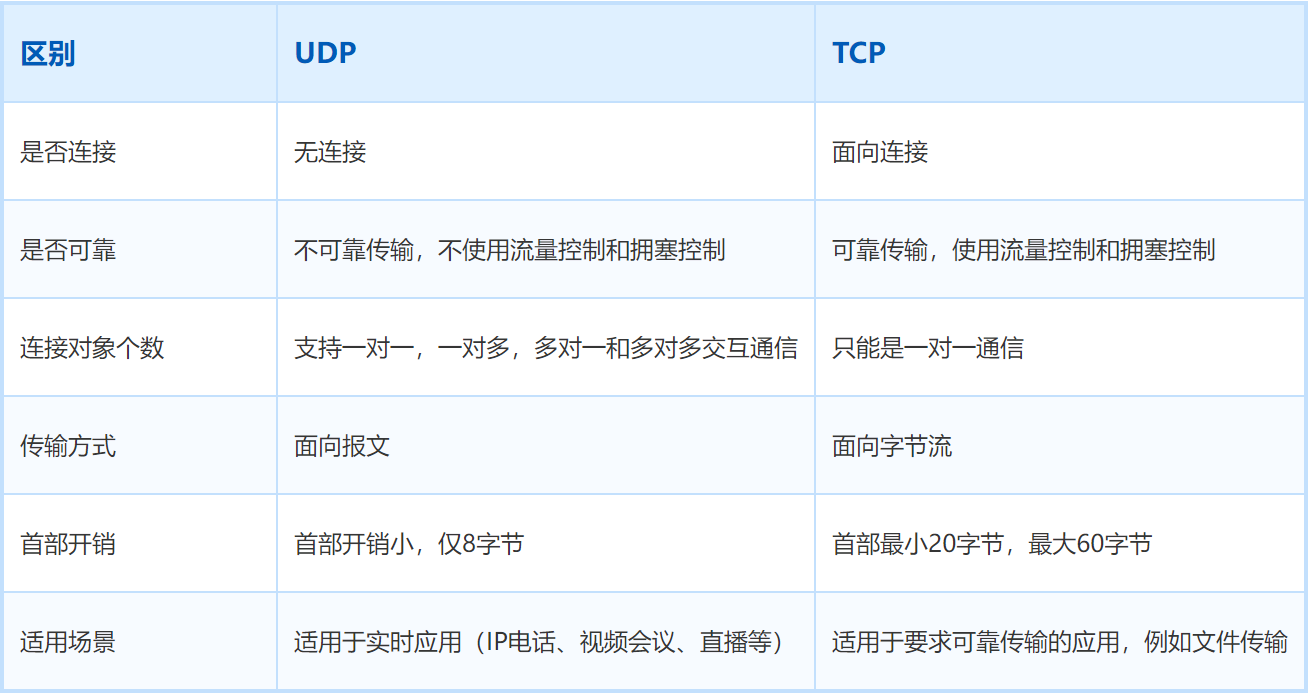 区别 UDP TCP
是否连接 无连接 面向连接
是否可靠 不可靠传输，不使用流量控制和拥塞控制 可靠传输，使用流量控制和拥塞控制
连接对象个数 支持一对一，一对多，多对一和多对多交互通信 只能是一对一通信
传输方式 面向报文 面向字节流
首部开销 首部开销小，仅8字节 首部最小20字节，最大60字节
适用场景 适用于实时应用（IP电话、视频会议、直播等） 适用于要求可靠传输的应用，例如文件传输